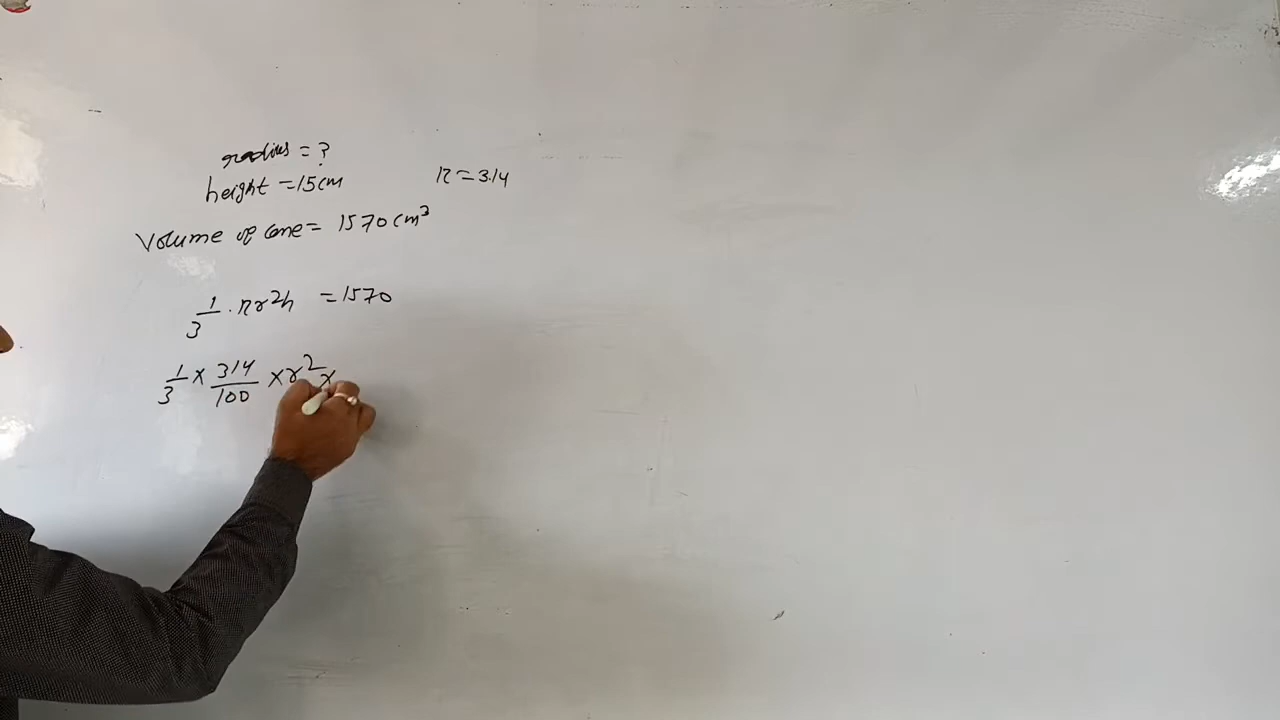 radius = ?
height = 15cm
π = 3.14
Volume of cone = 1570 cm³
1/3 . πr²h = 1570
1/3 × 314/100 × r² ×